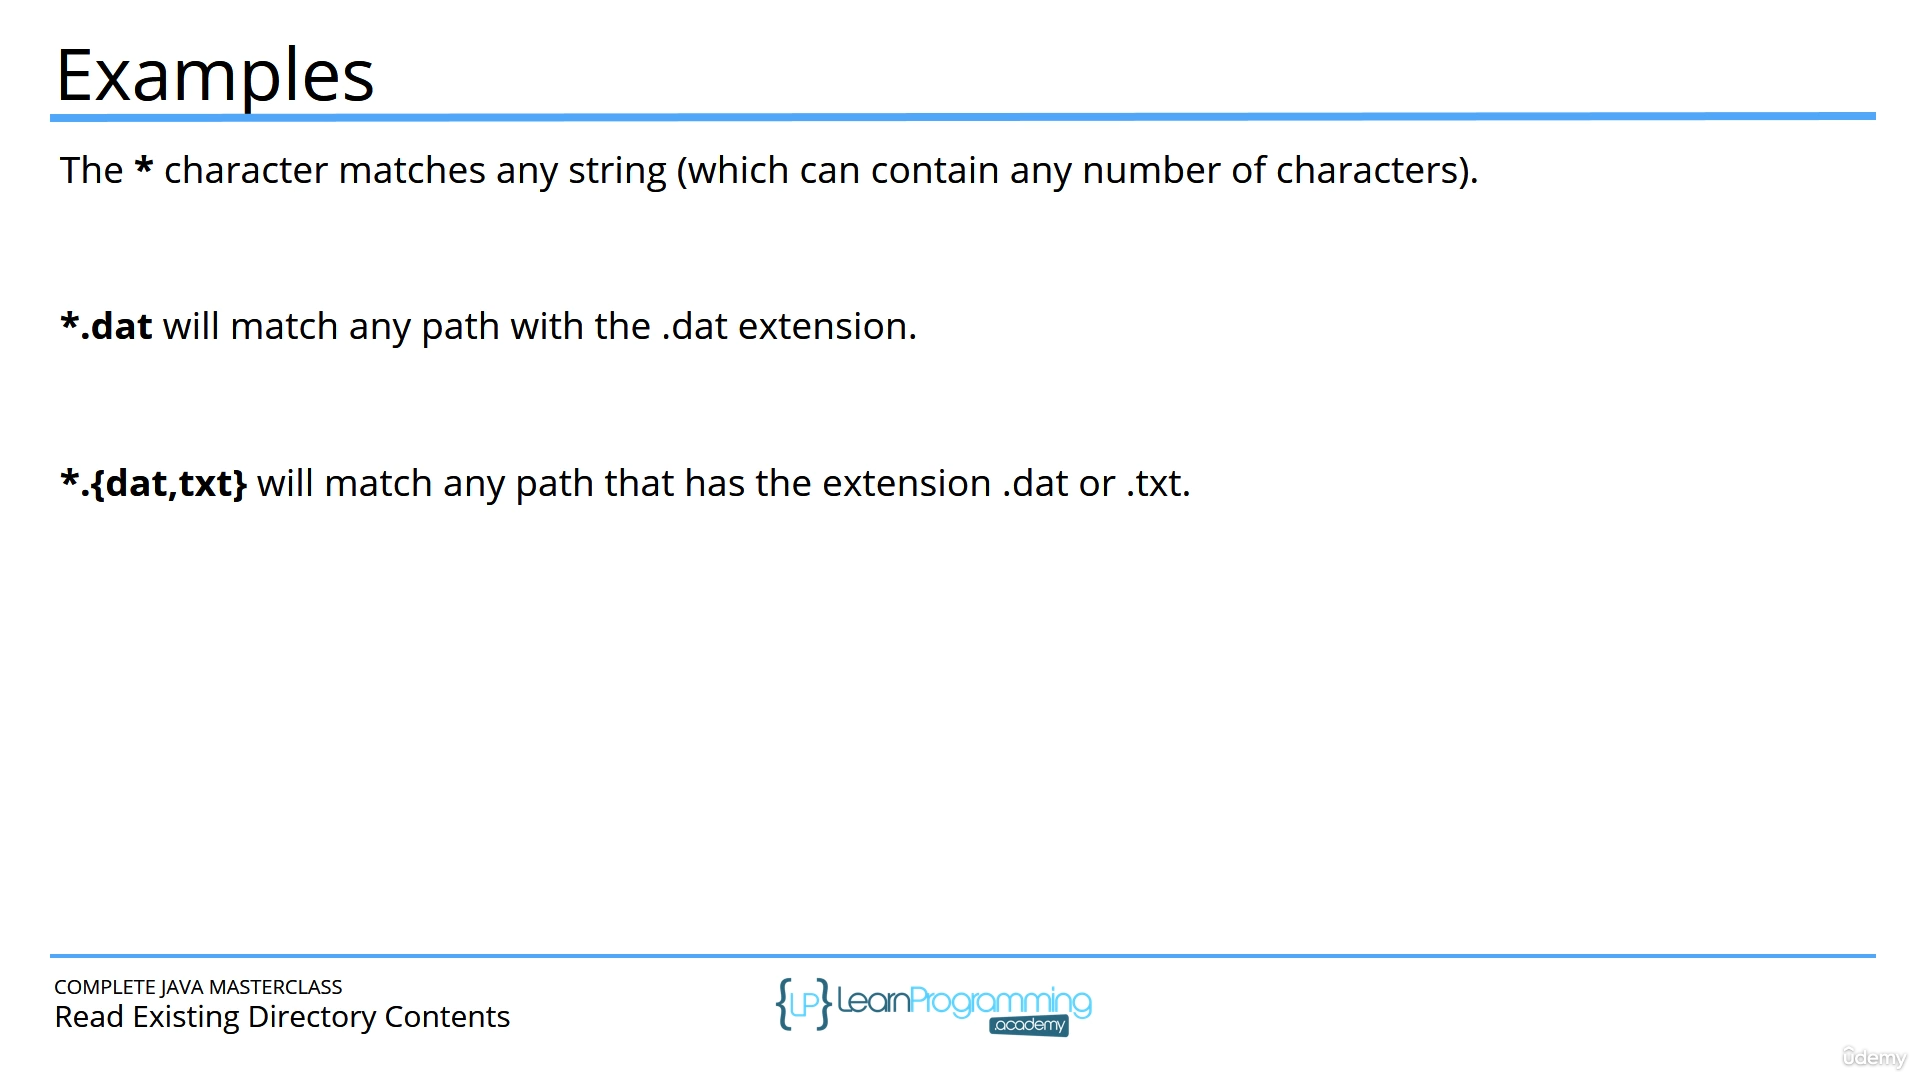 Examples
The * character matches any string (which can contain any number of characters).
*.dat will match any path with the .dat extension.
*.{dat,txt} will match any path that has the extension .dat or .txt.
COMPLETE JAVA MASTERCLASS
Read Existing Directory Contents
{LP} LearnProgramming
academy
ûdemy